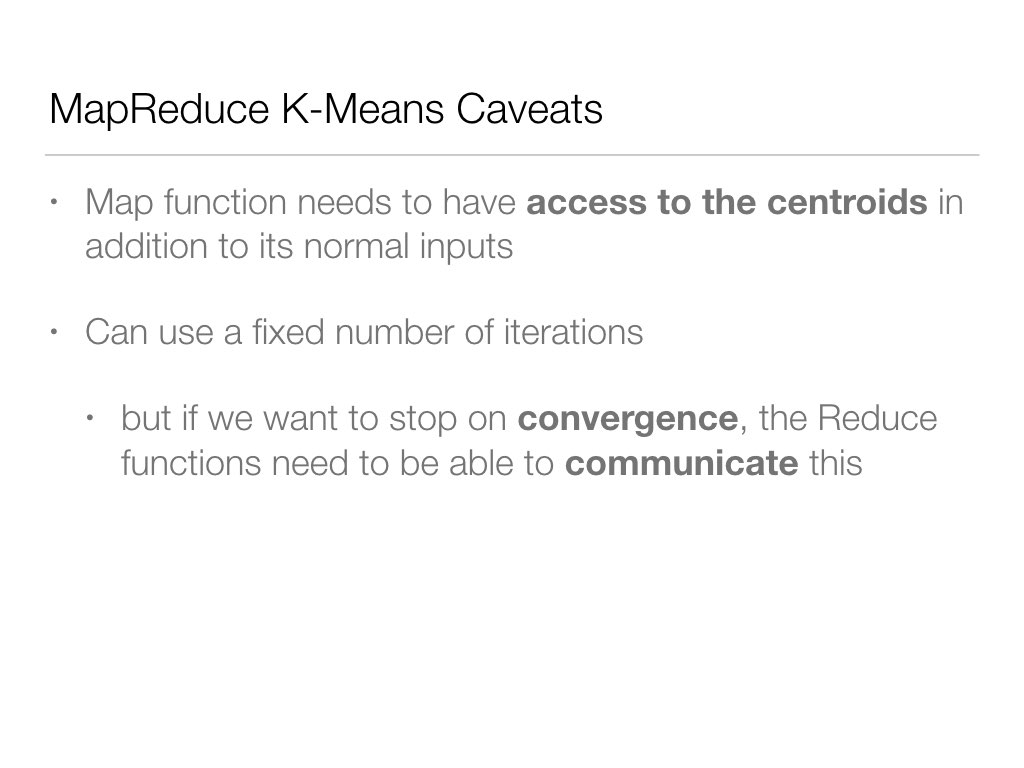 MapReduce K-Means Caveats
• Map function needs to have access to the centroids in
addition to its normal inputs
• Can use a fixed number of iterations
• but if we want to stop on convergence, the Reduce
functions need to be able to communicate this